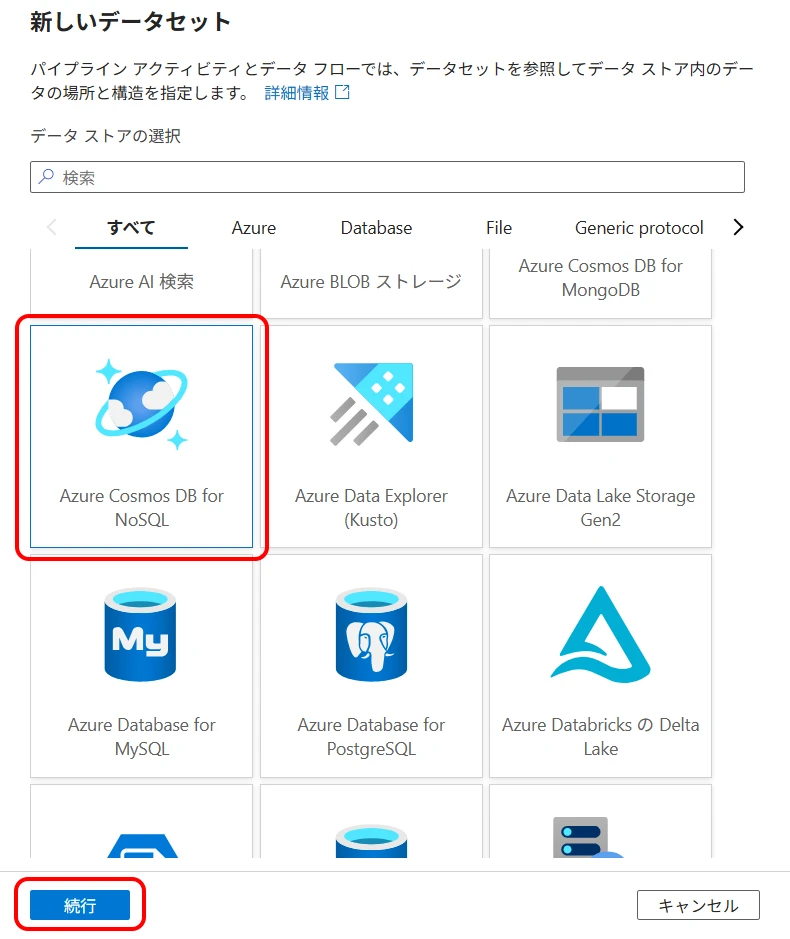 新しいデータセット
パイプライン アクティビティとデータ フローでは、データセットを参照してデータ ストア内のデー
タの場所と構造を指定します。 詳細情報
データ ストアの選択
検索
すべて Azure Database File Generic protocol
Azure AI 検索
Azure BLOB ストレージ
Azure Cosmos DB for
MongoDB
Azure Cosmos DB for
NoSQL
Azure Data Explorer
(Kusto)
Azure Data Lake Storage
Gen2
My
Azure Database for
MySQL
Azure Database for
PostgreSQL
Azure Databricks の Delta
Lake
続行
キャンセル